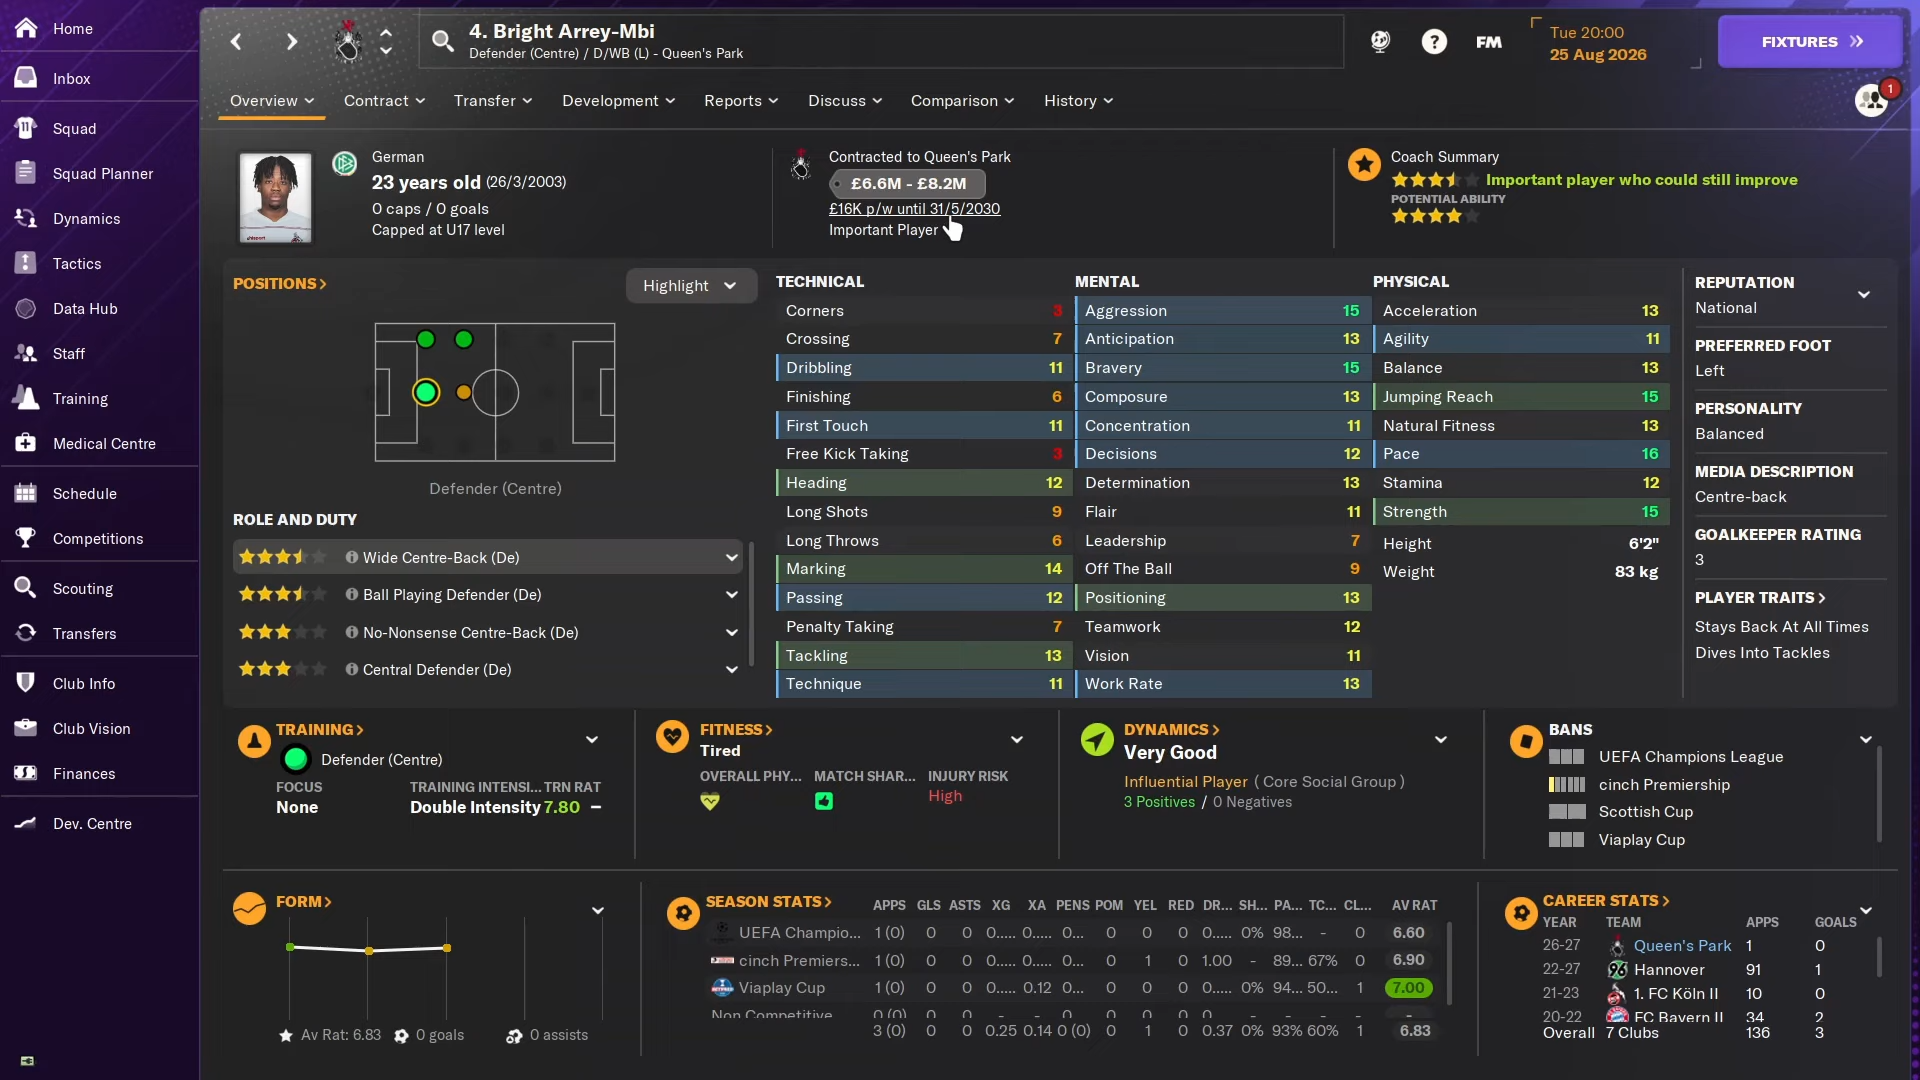 Home
Inbox
Squad
Squad Planner
Dynamics
Tactics
Data Hub
Staff
Training
Medical Centre
Schedule
Competitions
Scouting
Transfers
Club Info
Club Vision
Finances
Dev. Centre
4. Bright Arrey-Mbi
Defender (Centre) / D/WB (L) - Queen's Park
?
FM
Tue 20:00
25 Aug 2026
FIXTURES
Overview Contract Transfer Development Reports Discuss Comparison History
1
German
23 years old (26/3/2003)
0 caps / 0 goals
Capped at U17 level
Contracted to Queen's Park
£6.6M - £8.2M
£16K p/w until 31/5/2030
Important Player
Coach Summary
Important player who could still improve
POTENTIAL ABILITY
POSITIONS >
Highlight
Defender (Centre)
ROLE AND DUTY
Wide Centre-Back (De)
Ball Playing Defender (De)
No-Nonsense Centre-Back (De)
Central Defender (De)
TECHNICAL
Corners 3
Crossing 7
Dribbling 11
Finishing 6
First Touch 11
Free Kick Taking 3
Heading 12
Long Shots 9
Long Throws 6
Marking 14
Passing 12
Penalty Taking 7
Tackling 13
Technique 11
MENTAL
Aggression 15
Anticipation 13
Bravery 15
Composure 13
Concentration 11
Decisions 12
Determination 13
Flair 11
Leadership 7
Off The Ball 9
Positioning 13
Teamwork 12
Vision 11
Work Rate 13
PHYSICAL
Acceleration 13
Agility 11
Balance 13
Jumping Reach 15
Natural Fitness 13
Pace 16
Stamina 12
Strength 15
Height 6'2"
Weight 83 kg
REPUTATION
National
PREFERRED FOOT
Left
PERSONALITY
Balanced
MEDIA DESCRIPTION
Centre-back
GOALKEEPER RATING
3
PLAYER TRAITS >
Stays Back At All Times
Dives Into Tackles
TRAINING >
Defender (Centre)
FOCUS TRAINING INTENSI... TRN RAT
None Double Intensity 7.80 –
FITNESS >
Tired
OVERALL PHY... MATCH SHAR... INJURY RISK
High
DYNAMICS >
Very Good
Influential Player ( Core Social Group )
3 Positives / 0 Negatives
BANS
UEFA Champions League
cinch Premiership
Scottish Cup
Viaplay Cup
FORM >
Av Rat: 6.83 0 goals 0 assists
SEASON STATS > APPS GLS ASTS XG XA PENS POM YEL RED DR... SH... PA... TC... CL... AV RAT
UEFA Champio... 1 (0) 0 0 0..... 0..... 0... 0 0 0 0..... 0% 98... - 0 6.60
cinch Premiers... 1 (0) 0 0 0..... 0..... 0... 0 1 0 1.00 - 89... 67% 0 6.90
Viaplay Cup 1 (0) 0 0 0..... 0.12 0... 0 0 0 0..... 0% 94... 50... 1 7.00
Non Competitive 0 (0) 0 0 - - 0 0 0 0 - - - - - -
3 (0) 0 0 0.25 0.14 0 (0) 0 1 0 0.37 0% 93% 60% 1 6.83
CAREER STATS >
YEAR TEAM APPS GOALS
26-27 Queen's Park 1 0
22-27 Hannover 91 1
21-23 1. FC Köln II 10 0
20-22 FC Bayern II 34 2
Overall 7 Clubs 136 3